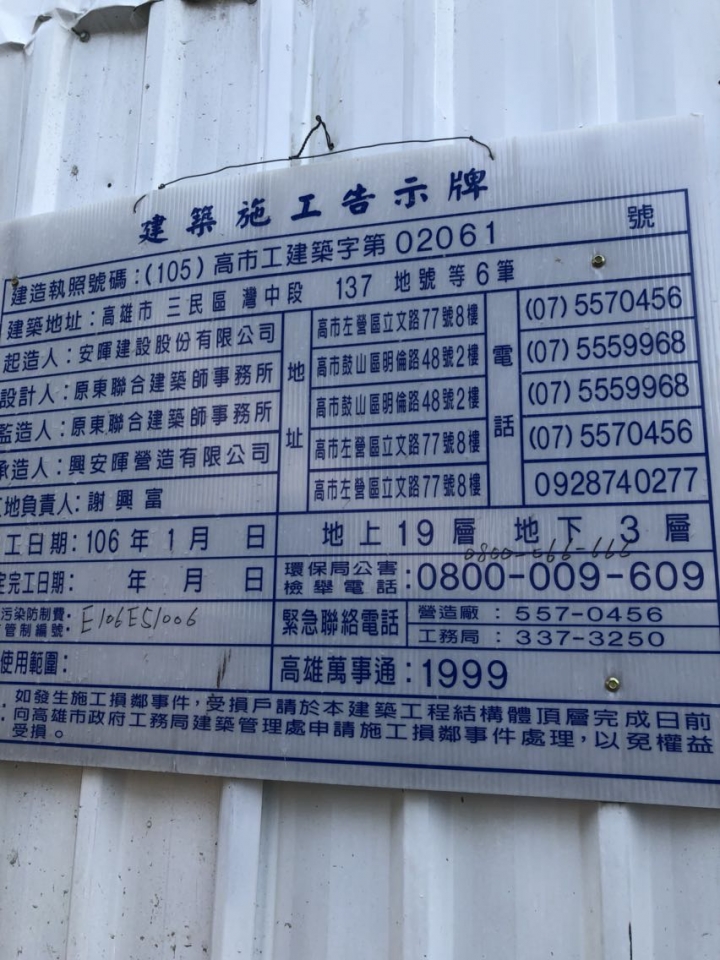 建築施工告示牌
建造執照號碼:(105)高市工建築字第02061 號
建築地址:高雄市 三民區 灣中段 137 地號等6筆
起造人:安暉建設股份有限公司 地址 高市左營區立文路77號8樓 電話 (07)5570456
設計人:原東聯合建築師事務所 高市鼓山區明倫路48號2樓 (07)5559968
監造人:原東聯合建築師事務所 高市鼓山區明倫路48號2樓 (07)5559968
承造人:興安暉營造有限公司 高市左營區立文路77號8樓 (07)5570456
地負責人:謝興富 高市左營區立文路77號8樓 0928740277
工日期:106年1月 日 地上19層 地下3層
0800-066-666
定完工日期: 年 月 日 環保局公害檢舉電話:0800-009-609
污染防制費管制編號: E106E51006 緊急聯絡電話 營造廠:557-0456
工務局:337-3250
使用範圍: 高雄萬事通:1999
如發生施工損鄰事件,受損戶請於本建築工程結構體頂層完成日前
向高雄市政府工務局建築管理處申請施工損鄰事件處理,以免權益
受損。